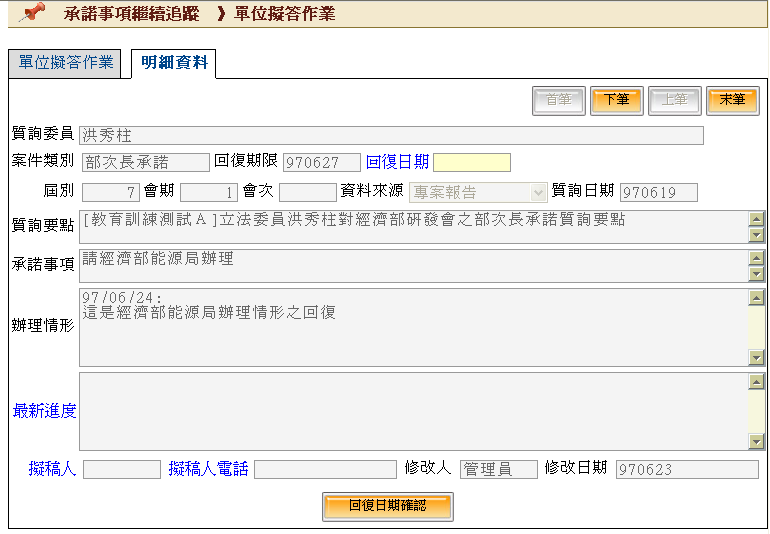 承諾事項繼續追蹤 》單位擬答作業
單位擬答作業 明細資料
首筆 下筆 上筆 末筆
質詢委員 洪秀柱
案件類別 部次長承諾 回復期限 970627 回復日期
屆別 7 會期 1 會次 資料來源 專案報告 質詢日期 970619
質詢要點 [教育訓練測試A]立法委員洪秀柱對經濟部研發會之部次長承諾質詢要點
承諾事項 請經濟部能源局辦理
辦理情形 97/06/24:
這是經濟部能源局辦理情形之回復
最新進度
擬稿人 擬稿人電話 修改人 管理員 修改日期 970623
回復日期確認